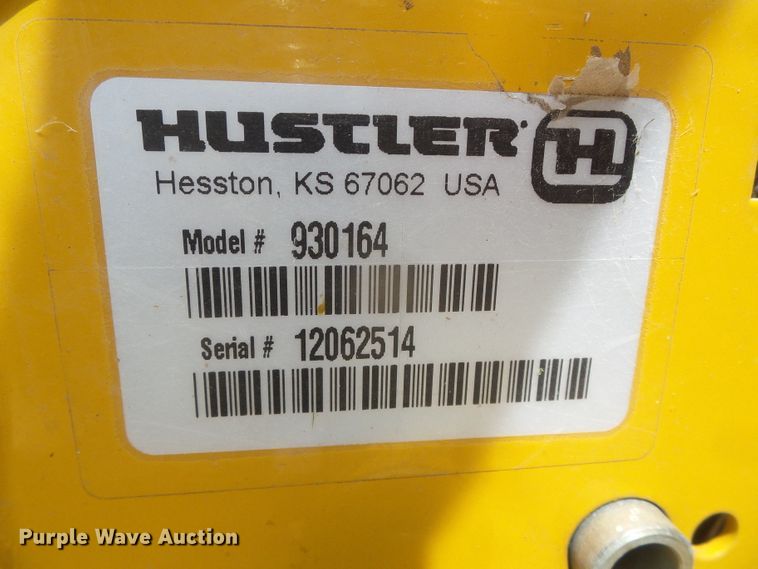 HUSTLER
H
Hesston, KS 67062 USA
Model # 930164
Serial # 12062514
Purple Wave Auction